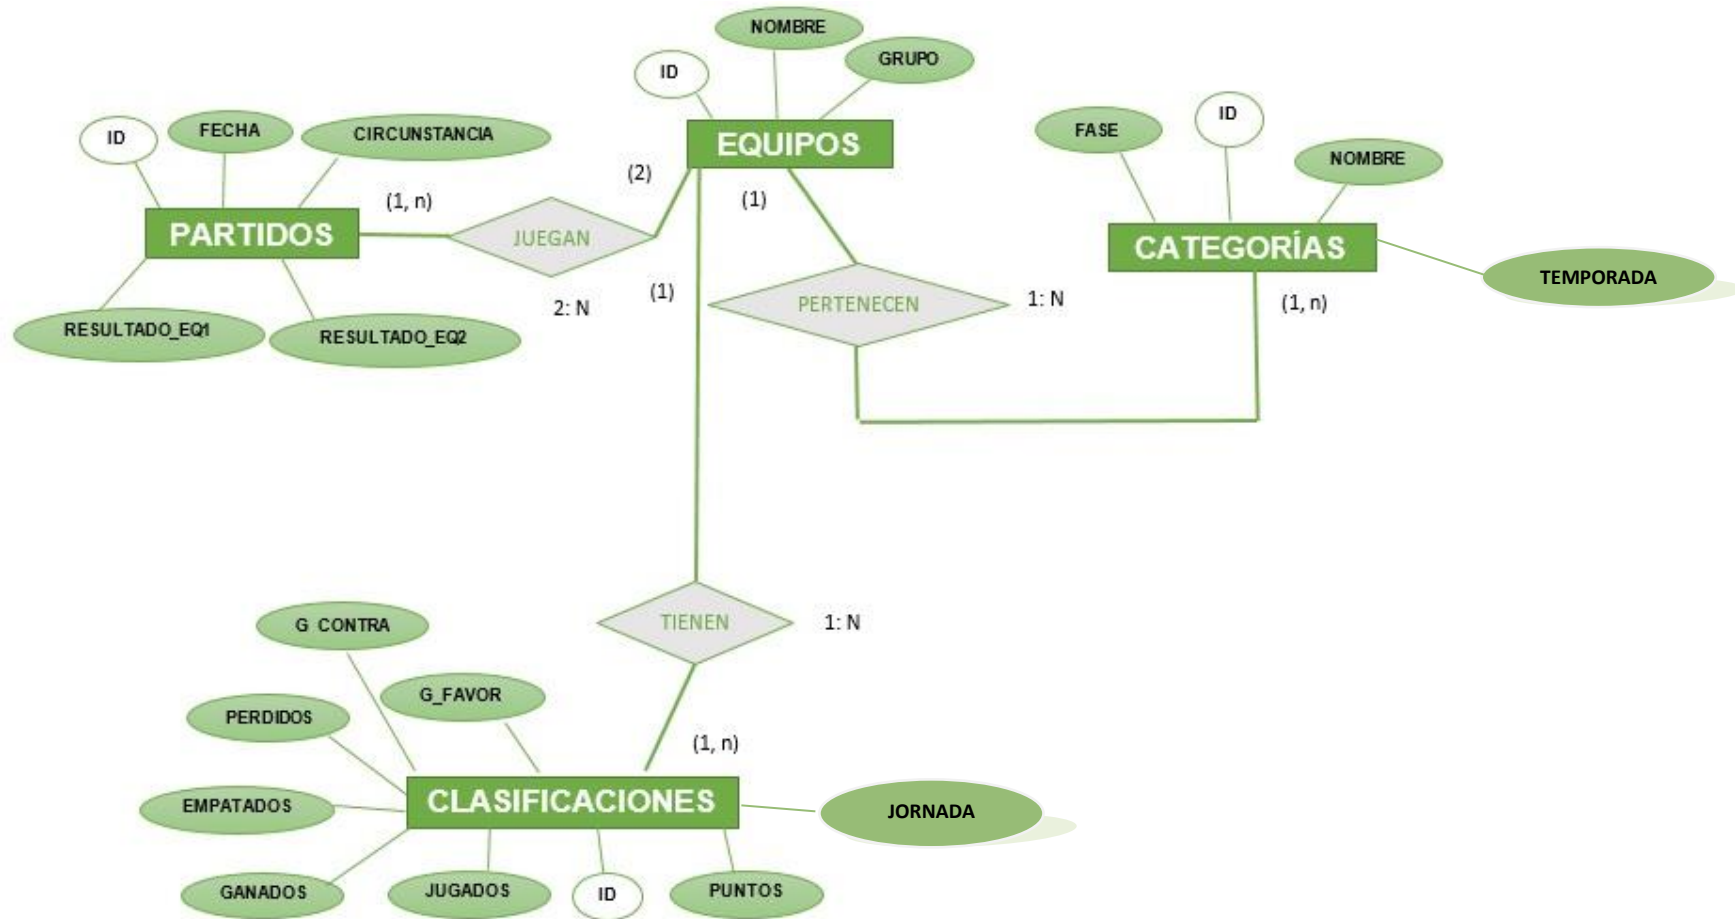 NOMBRE
GRUPO
ID
EQUIPOS
ID
FECHA
CIRCUNSTANCIA
PARTIDOS
(1, n)
(2)
JUEGAN
2: N
RESULTADO_EQ1
RESULTADO_EQ2
(1)
(1)
PERTENECEN
1: N
FASE
ID
NOMBRE
CATEGORÍAS
TEMPORADA
(1, n)
TIENEN
1: N
G CONTRA
G_FAVOR
PERDIDOS
(1, n)
EMPATADOS
CLASIFICACIONES
JORNADA
GANADOS
JUGADOS
ID
PUNTOS